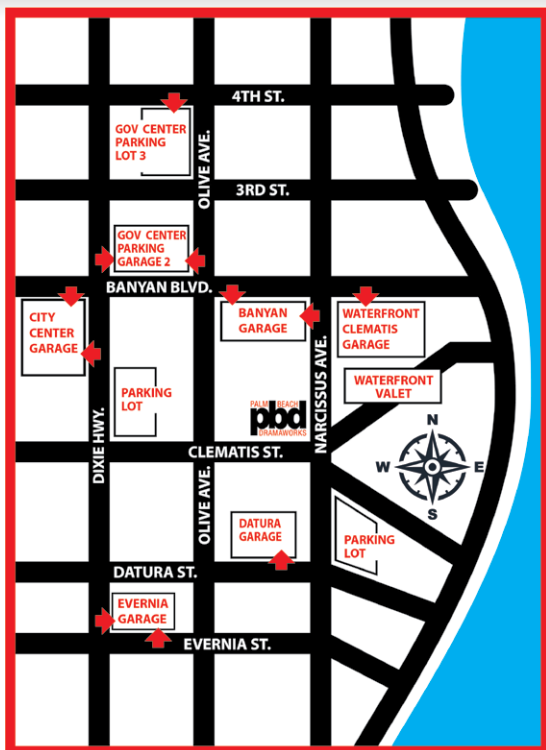 4TH ST.
GOV CENTER
PARKING
LOT 3
OLIVE AVE.
3RD ST.
GOV CENTER
PARKING
GARAGE 2
BANYAN BLVD.
CITY
CENTER
GARAGE
BANYAN
GARAGE
WATERFRONT
CLEMATIS
GARAGE
NARCISSUS AVE.
WATERFRONT
VALET
PARKING
LOT
PALM BEACH
pbd
DRAMAWORKS
DIXIE HWY.
CLEMATIS ST.
N
W
E
S
OLIVE AVE.
DATURA
GARAGE
PARKING
LOT
DATURA ST.
EVERNIA
GARAGE
EVERNIA ST.